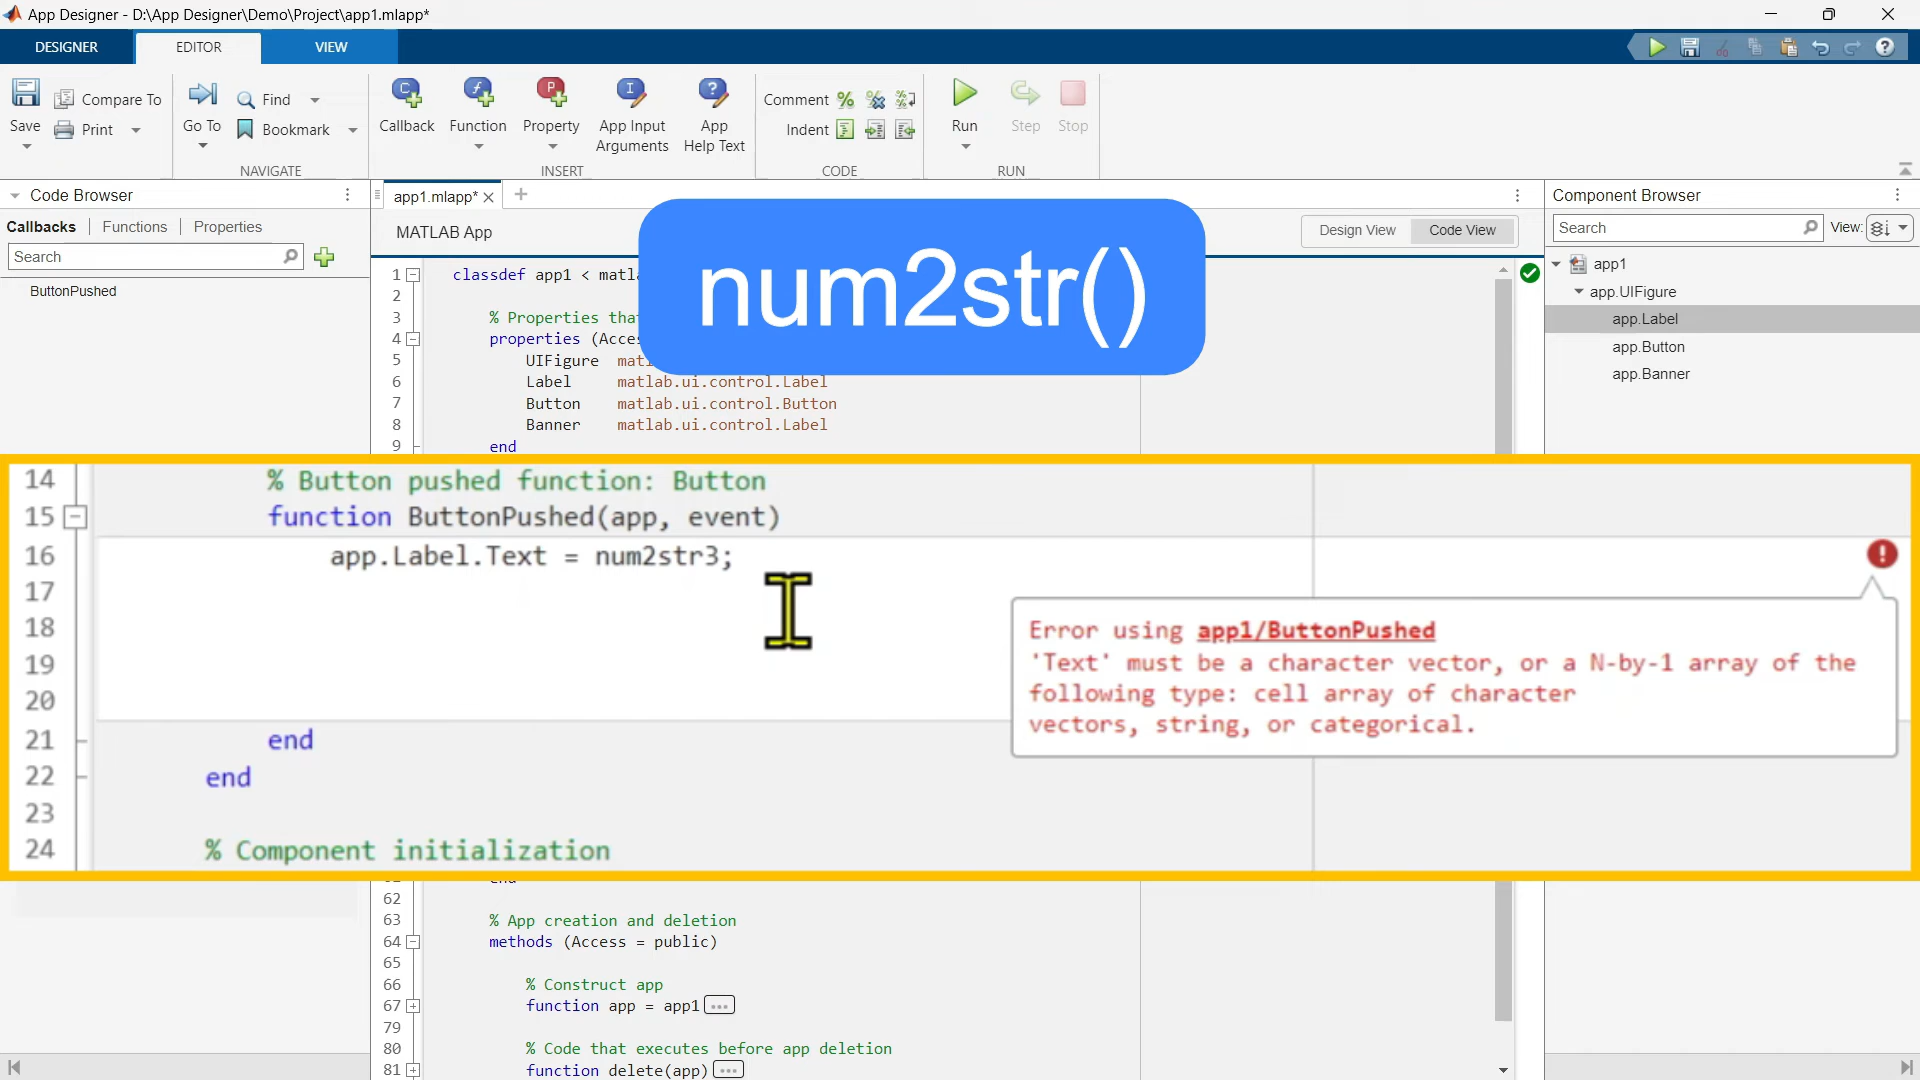 App Designer - D:\App Designer\Demo\Project\app1.mlapp*
DESIGNER
EDITOR
VIEW
Save
Compare To
Print
Go To
Find
Bookmark
NAVIGATE
Callback
Function
Property
App Input
Arguments
App
Help Text
INSERT
Comment
Indent
CODE
Run
Step
Stop
RUN
Code Browser
Callbacks
Functions
Properties
Search
ButtonPushed
app1.mlapp*
MATLAB App
Design View
Code View
num2str()
1 classdef app1 < matl
2
3 % Properties tha
4 properties (Acces
5 UIFigure mat
6 Label matlab.ui.control.Label
7 Button matlab.ui.control.Button
8 Banner matlab.ui.control.Label
9 end
14 % Button pushed function: Button
15 function ButtonPushed(app, event)
16 app.Label.Text = num2str3;
17
18
19
20
21 end
22 end
23
24 % Component initialization
Error using app1/ButtonPushed
'Text' must be a character vector, or a N-by-1 array of the
following type: cell array of character
vectors, string, or categorical.
62
63 % App creation and deletion
64 methods (Access = public)
65
66 % Construct app
67 function app = app1 ...
79
80 % Code that executes before app deletion
81 function delete(app) ...
Component Browser
Search
View:
app1
app.UIFigure
app.Label
app.Button
app.Banner